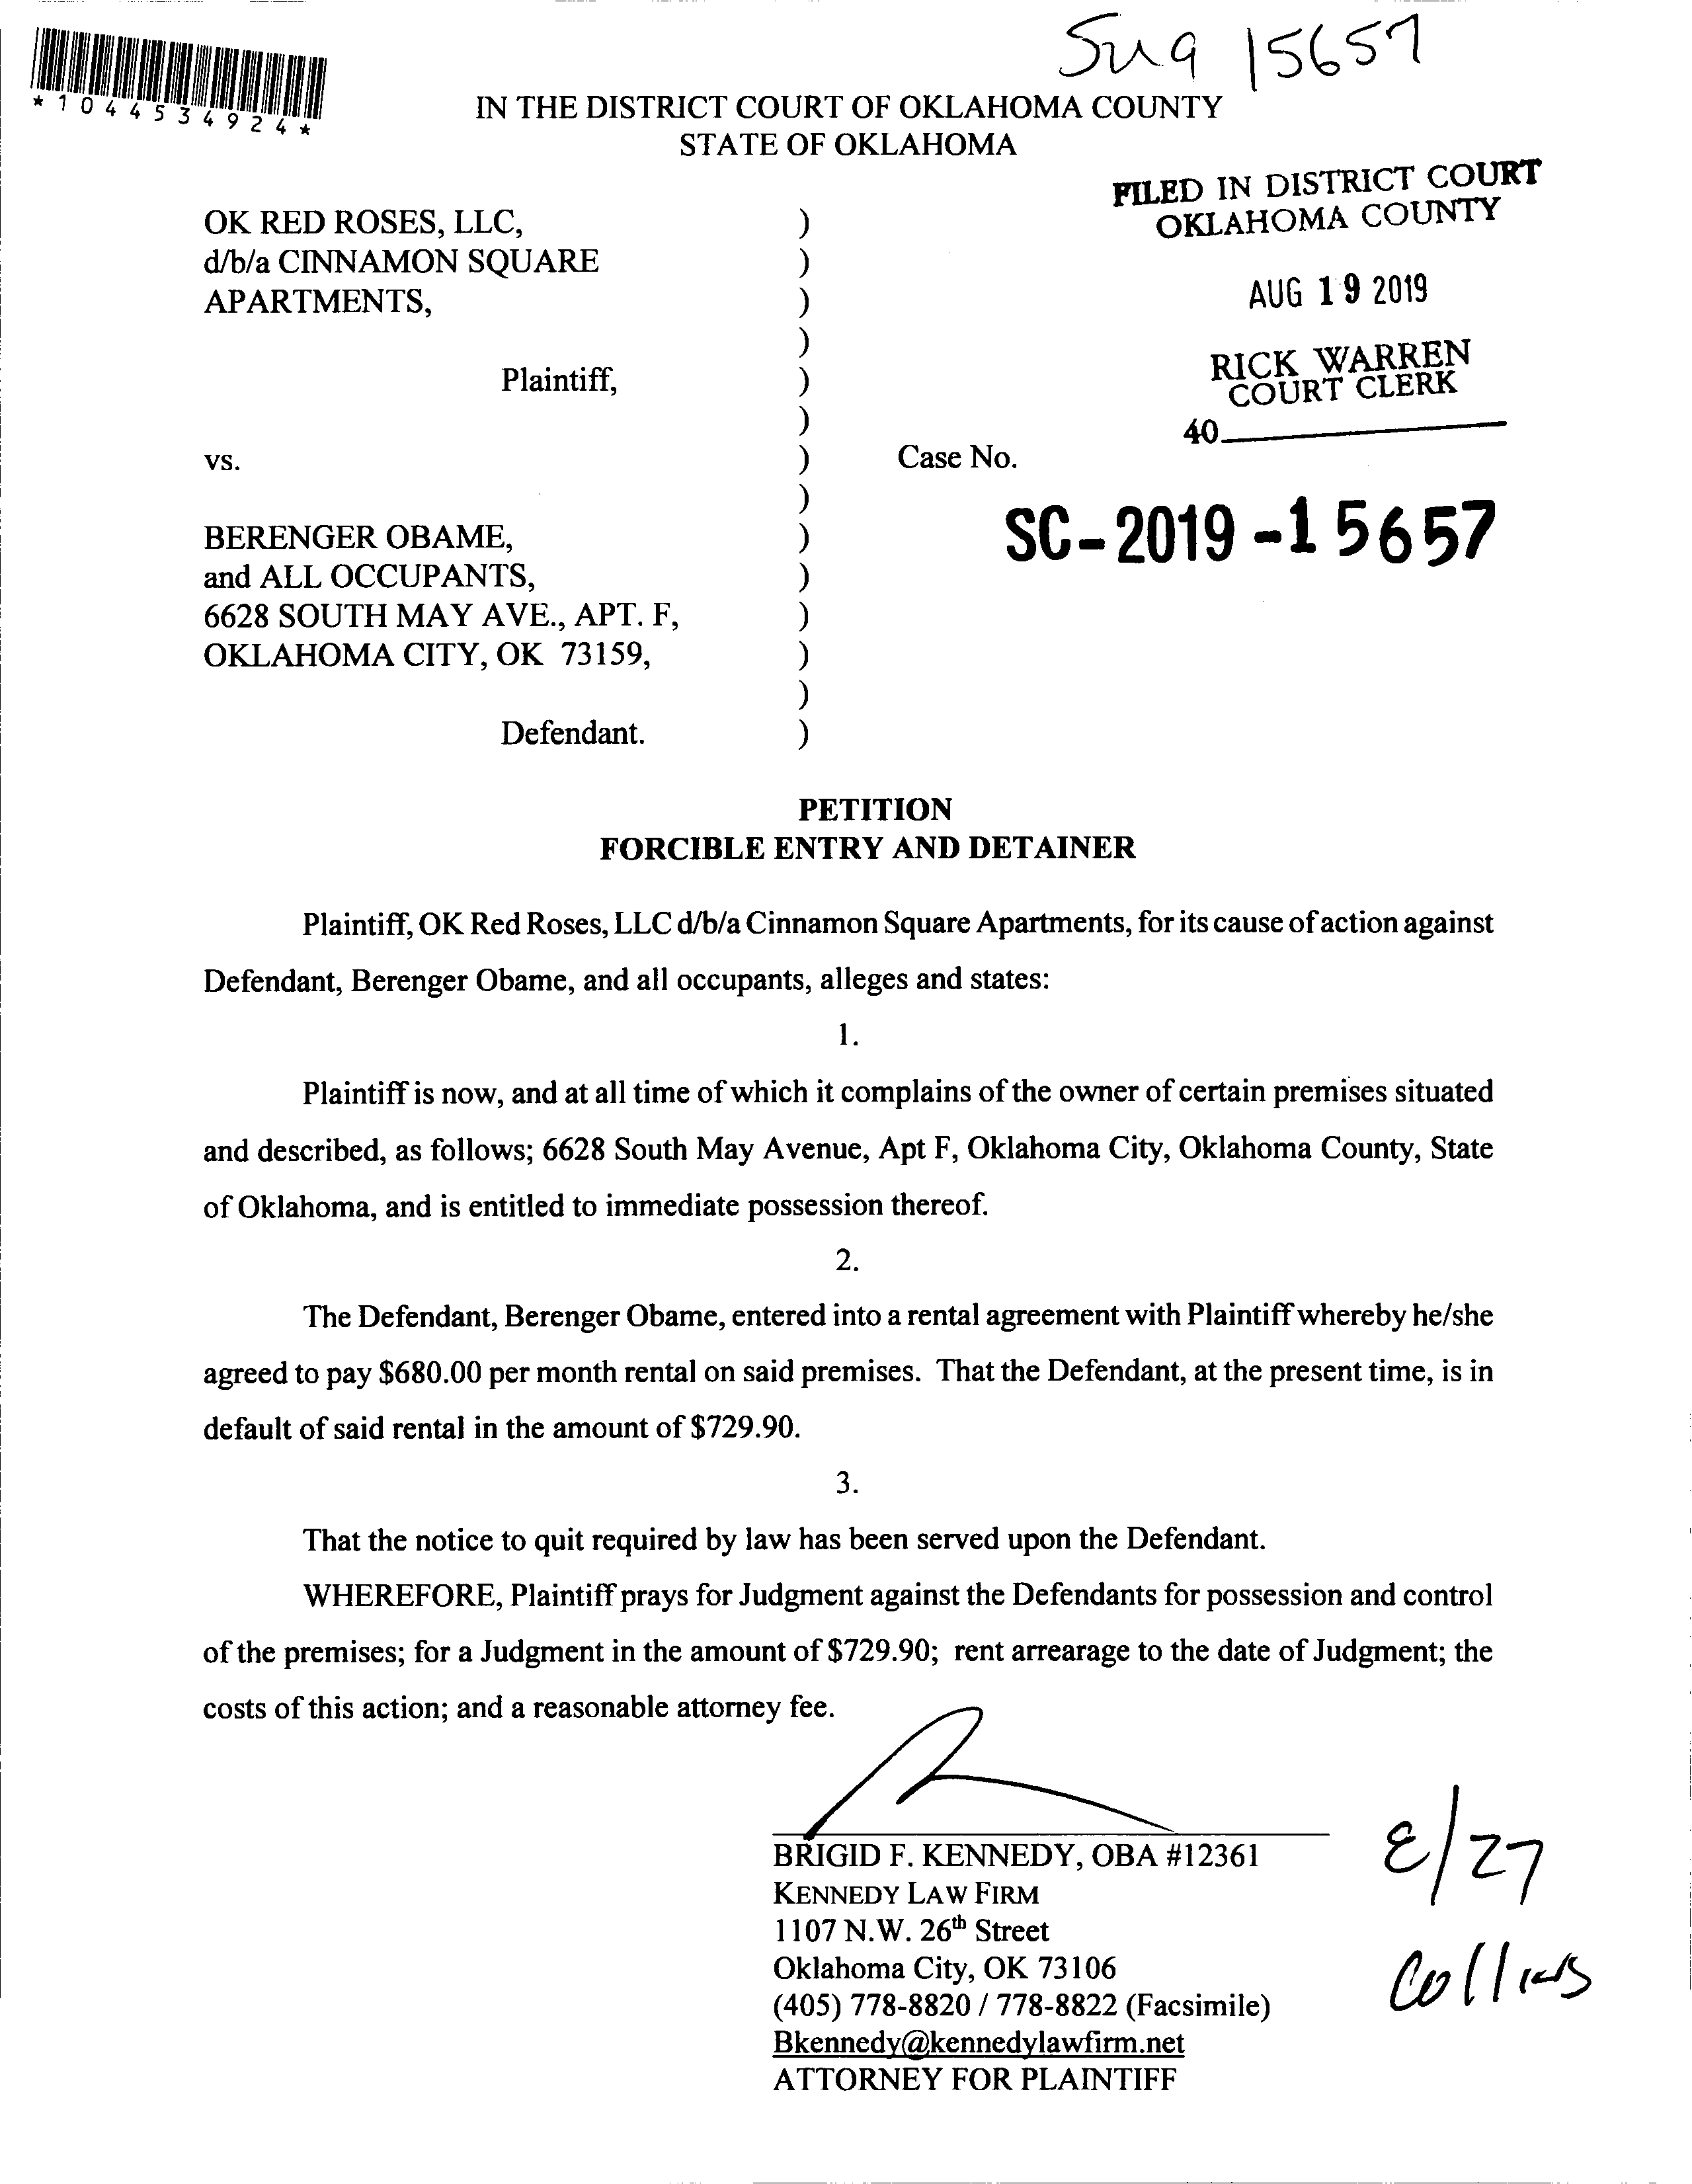 Sug 15657
*1044534924*
IN THE DISTRICT COURT OF OKLAHOMA COUNTY
STATE OF OKLAHOMA
FILED IN DISTRICT COURT
OKLAHOMA COUNTY
AUG 19 2019
RICK WARREN
COURT CLERK
40
OK RED ROSES, LLC, )
d/b/a CINNAMON SQUARE )
APARTMENTS, )
)
Plaintiff, )
)
vs. ) Case No.
)
SC-2019-15657
BERENGER OBAME, )
and ALL OCCUPANTS, )
6628 SOUTH MAY AVE., APT. F, )
OKLAHOMA CITY, OK 73159, )
)
Defendant. )
PETITION
FORCIBLE ENTRY AND DETAINER
Plaintiff, OK Red Roses, LLC d/b/a Cinnamon Square Apartments, for its cause of action against
Defendant, Berenger Obame, and all occupants, alleges and states:
1.
Plaintiff is now, and at all time of which it complains of the owner of certain premises situated
and described, as follows; 6628 South May Avenue, Apt F, Oklahoma City, Oklahoma County, State
of Oklahoma, and is entitled to immediate possession thereof.
2.
The Defendant, Berenger Obame, entered into a rental agreement with Plaintiff whereby he/she
agreed to pay $680.00 per month rental on said premises. That the Defendant, at the present time, is in
default of said rental in the amount of $729.90.
3.
That the notice to quit required by law has been served upon the Defendant.
WHEREFORE, Plaintiff prays for Judgment against the Defendants for possession and control
of the premises; for a Judgment in the amount of $729.90; rent arrearage to the date of Judgment; the
costs of this action; and a reasonable attorney fee.
BRIGID F. KENNEDY, OBA #12361
KENNEDY LAW FIRM
1107 N.W. 26th Street
Oklahoma City, OK 73106
(405) 778-8820 / 778-8822 (Facsimile)
Bkennedy@kennedylawfirm.net
ATTORNEY FOR PLAINTIFF
8/27
Collins